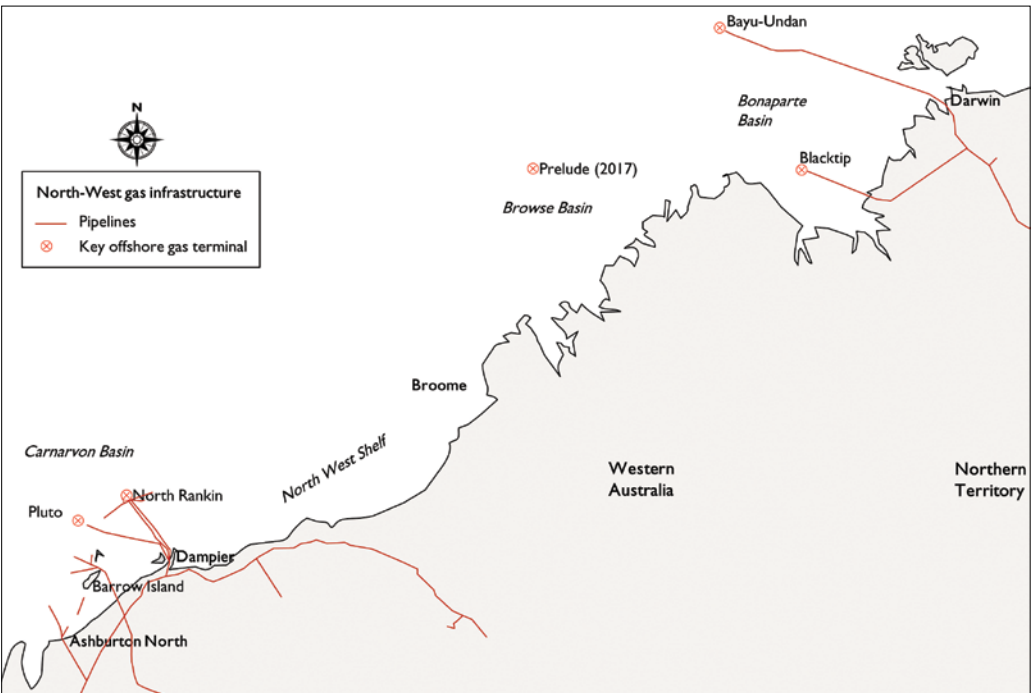 Bayu-Undan
Darwin
Bonaparte
Basin
N
Blacktip
Prelude (2017)
North-West gas infrastructure
Pipelines
Key offshore gas terminal
Browse Basin
Broome
North West Shelf
Carnarvon Basin
Western
Australia
Northern
Territory
North Rankin
Pluto
Dampier
Barrow Island
Ashburton North